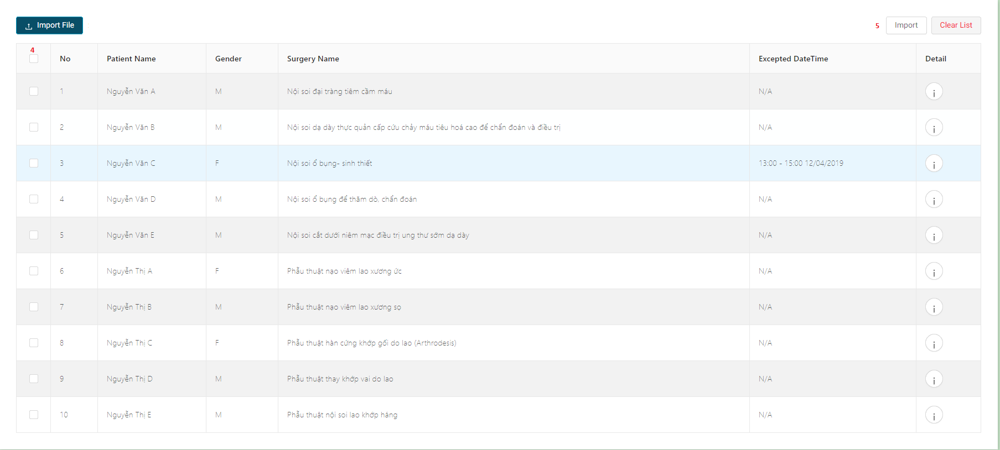 Import File
5 Import Clear List
4
No Patient Name Gender Surgery Name Excepted DateTime Detail
1 Nguyễn Văn A M Nội soi đại tràng tiêm cầm máu N/A
2 Nguyễn Văn B M Nội soi dạ dày thực quản cấp cứu chảy máu tiêu hoá cao để chẩn đoán và điều trị N/A
3 Nguyễn Văn C F Nội soi ổ bụng- sinh thiết 13:00 - 15:00 12/04/2019
4 Nguyễn Văn D M Nội soi ổ bụng để thăm dò, chẩn đoán N/A
5 Nguyễn Văn E M Nội soi cắt dưới niêm mạc điều trị ung thư sớm dạ dày N/A
6 Nguyễn Thị A F Phẫu thuật nạo viêm lao xương ức N/A
7 Nguyễn Thị B M Phẫu thuật nạo viêm lao xương sọ N/A
8 Nguyễn Thị C F Phẫu thuật hàn cứng khớp gối do lao (Arthrodesis) N/A
9 Nguyễn Thị D M Phẫu thuật thay khớp vai do lao N/A
10 Nguyễn Thị E M Phẫu thuật nội soi lao khớp háng N/A